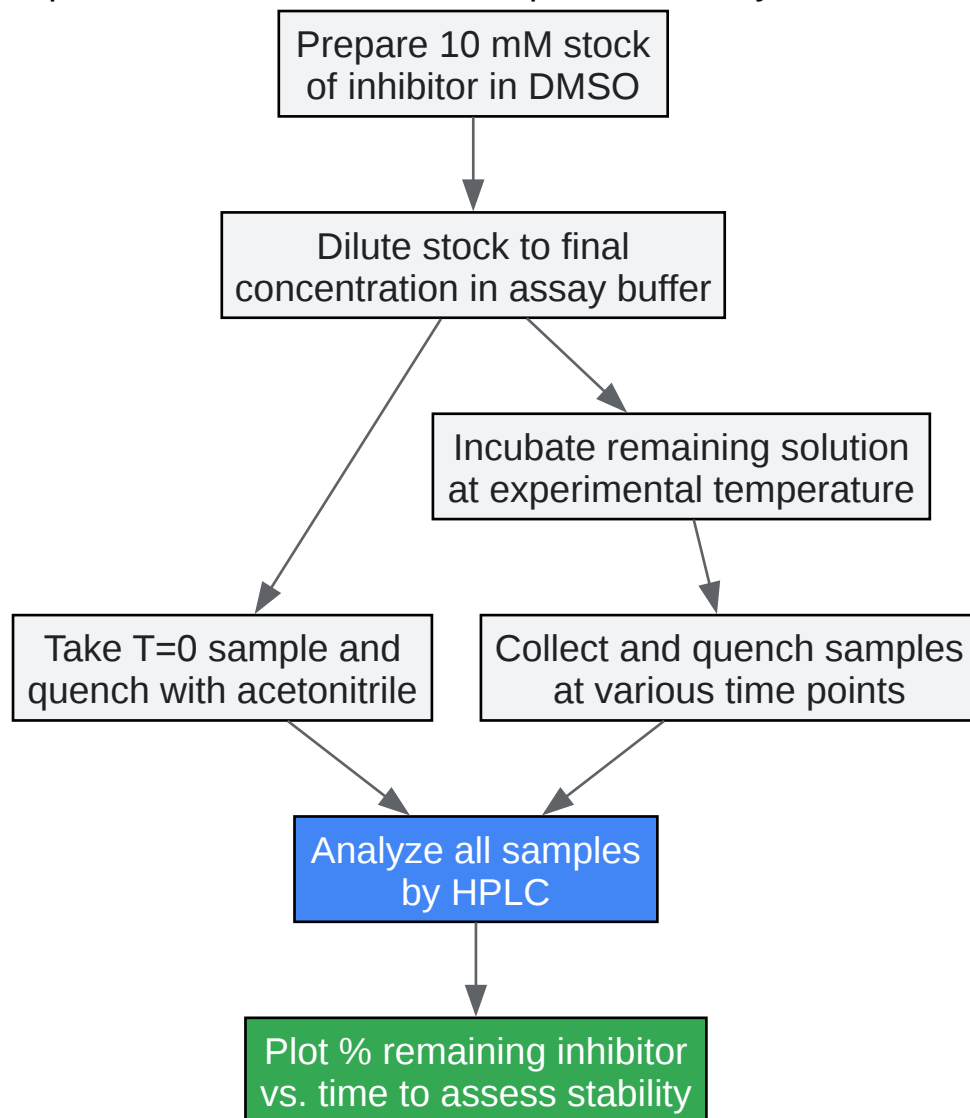 Prepare 10 mM stock
of inhibitor in DMSO
Dilute stock to final
concentration in assay buffer
Incubate remaining solution
at experimental temperature
Take T=0 sample and
quench with acetonitrile
Collect and quench samples
at various time points
Analyze all samples
by HPLC
Plot % remaining inhibitor
vs. time to assess stability